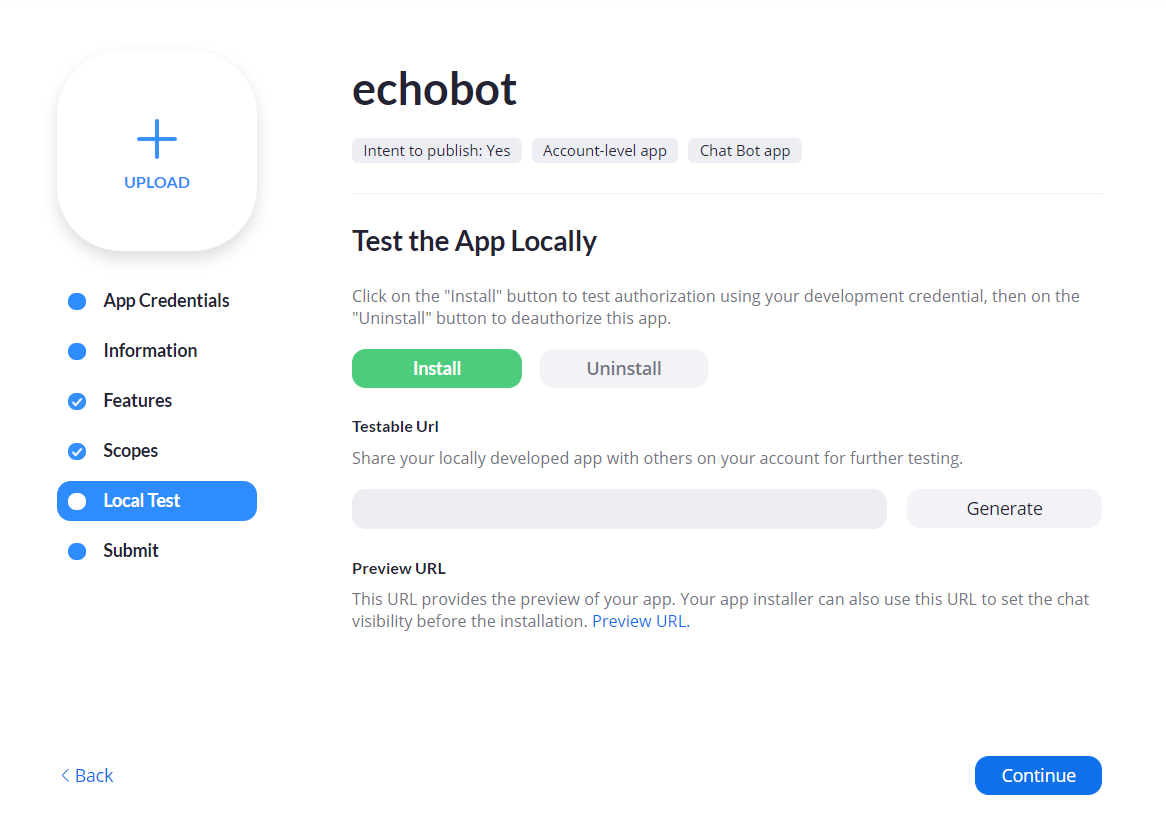 UPLOAD
App Credentials
Information
Features
Scopes
Local Test
Submit
echobot
Intent to publish: Yes
Account-level app
Chat Bot app
Test the App Locally
Click on the "Install" button to test authorization using your development credential, then on the
"Uninstall" button to deauthorize this app.
Install
Uninstall
Testable Url
Share your locally developed app with others on your account for further testing.
Generate
Preview URL
This URL provides the preview of your app. Your app installer can also use this URL to set the chat
visibility before the installation. Preview URL.
Back
Continue